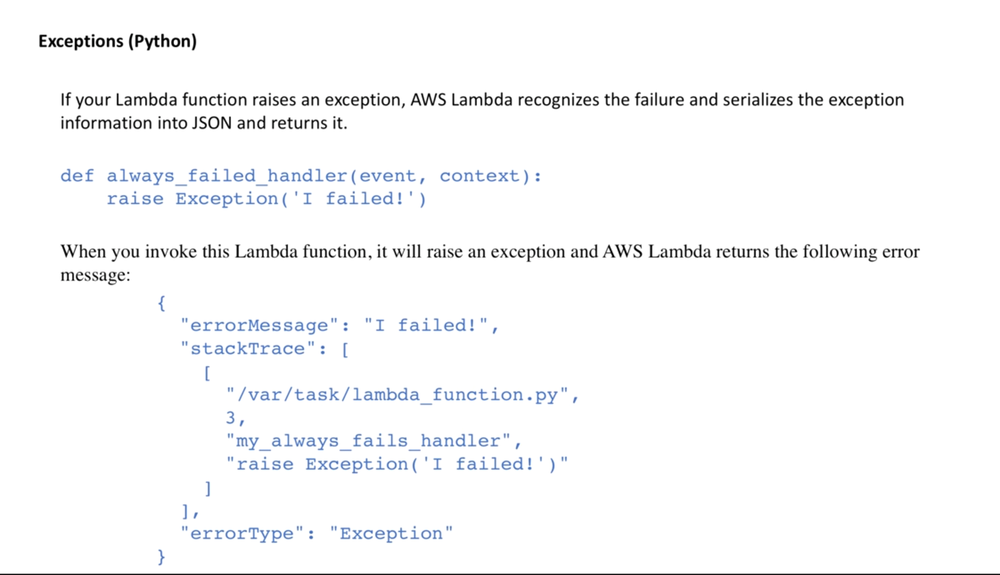 Exceptions (Python)
If your Lambda function raises an exception, AWS Lambda recognizes the failure and serializes the exception
information into JSON and returns it.
def always_failed_handler(event, context):
    raise Exception('I failed!')
When you invoke this Lambda function, it will raise an exception and AWS Lambda returns the following error
message:
{
  "errorMessage": "I failed!",
  "stackTrace": [
    [
      "/var/task/lambda_function.py",
      3,
      "my_always_fails_handler",
      "raise Exception('I failed!')"
    ]
  ],
  "errorType": "Exception"
}